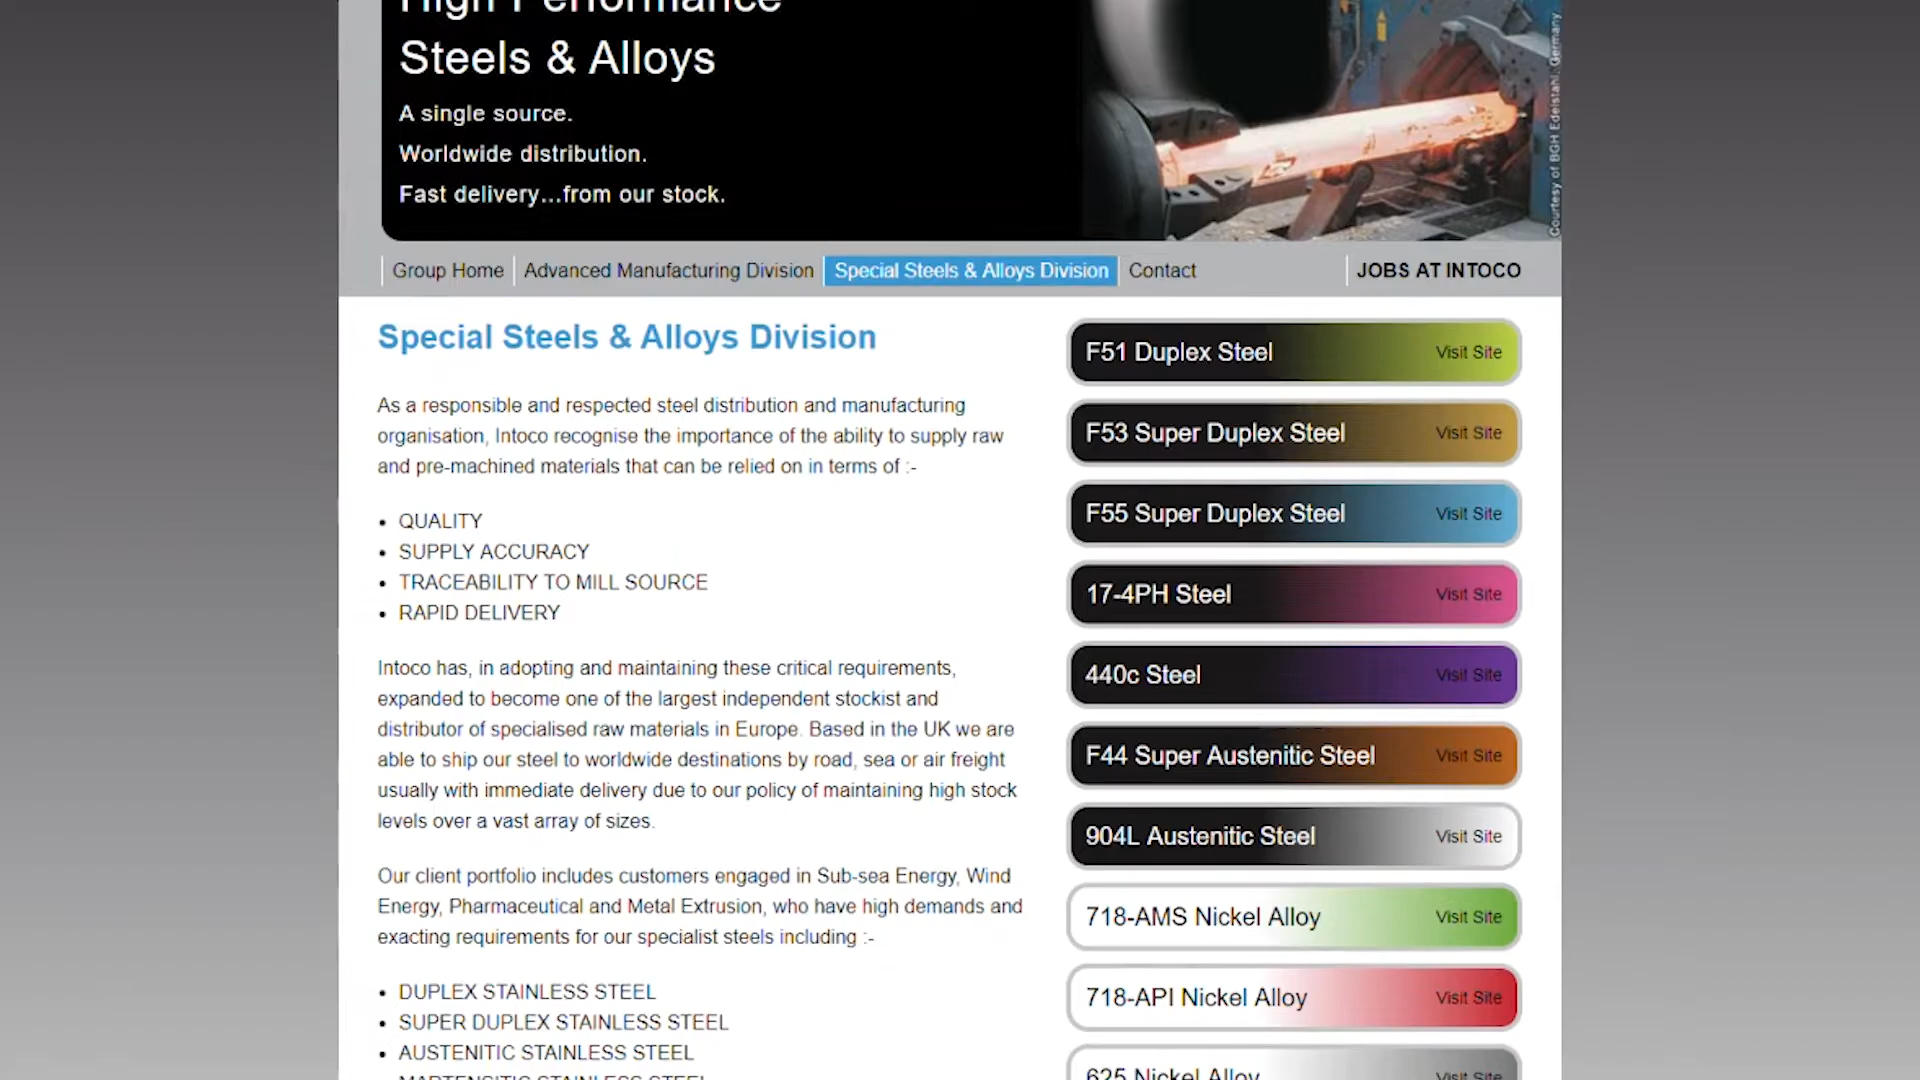 High Performance
Steels & Alloys
A single source.
Worldwide distribution.
Fast delivery...from our stock.
Courtesy of BGH Edelstahl, Germany
Group Home
Advanced Manufacturing Division
Special Steels & Alloys Division
Contact
JOBS AT INTOCO
Special Steels & Alloys Division
As a responsible and respected steel distribution and manufacturing
organisation, Intoco recognise the importance of the ability to supply raw
and pre-machined materials that can be relied on in terms of :-
• QUALITY
• SUPPLY ACCURACY
• TRACEABILITY TO MILL SOURCE
• RAPID DELIVERY
Intoco has, in adopting and maintaining these critical requirements,
expanded to become one of the largest independent stockist and
distributor of specialised raw materials in Europe. Based in the UK we are
able to ship our steel to worldwide destinations by road, sea or air freight
usually with immediate delivery due to our policy of maintaining high stock
levels over a vast array of sizes.
Our client portfolio includes customers engaged in Sub-sea Energy, Wind
Energy, Pharmaceutical and Metal Extrusion, who have high demands and
exacting requirements for our specialist steels including :-
• DUPLEX STAINLESS STEEL
• SUPER DUPLEX STAINLESS STEEL
• AUSTENITIC STAINLESS STEEL
MARTENSITIC STAINLESS STEEL
F51 Duplex Steel Visit Site
F53 Super Duplex Steel Visit Site
F55 Super Duplex Steel Visit Site
17-4PH Steel Visit Site
440c Steel Visit Site
F44 Super Austenitic Steel Visit Site
904L Austenitic Steel Visit Site
718-AMS Nickel Alloy Visit Site
718-API Nickel Alloy Visit Site
625 Nickel Alloy Visit Site